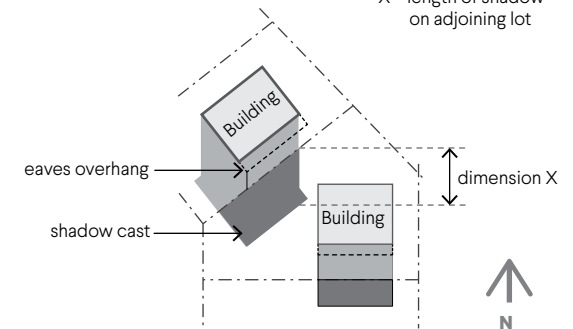 X = length of shadow
on adjoining lot
Building
eaves overhang
dimension X
Building
shadow cast
N